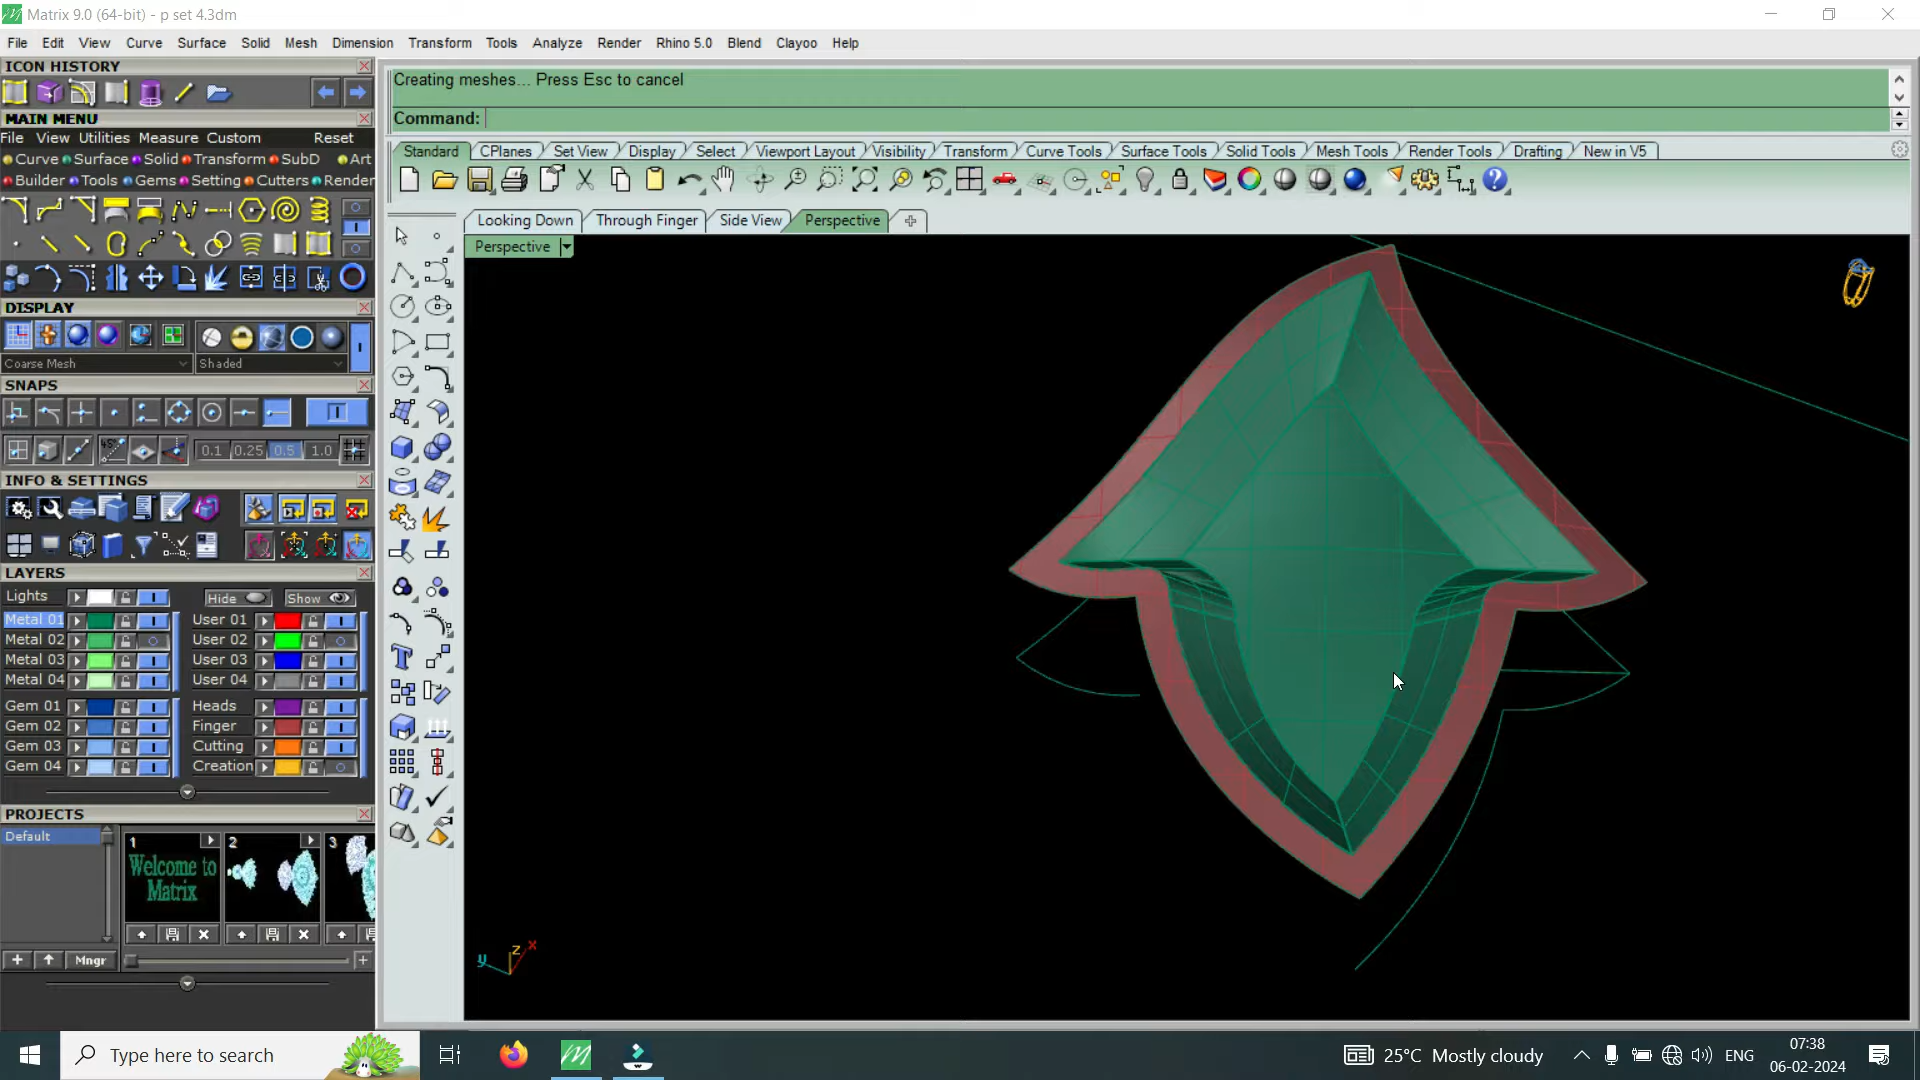 Matrix 9.0 (64-bit) - p set 4.3dm
File Edit View Curve Surface Solid Mesh Dimension Transform Tools Analyze Render Rhino 5.0 Blend Clayoo Help
ICON HISTORY
Creating meshes... Press Esc to cancel
Command:
MAIN MENU
File View Utilities Measure Custom Reset
Curve Surface Solid Transform SubD Art
Builder Tools Gems Setting Cutters Render
Standard CPlanes Set View Display Select Viewport Layout Visibility Transform Curve Tools Surface Tools Solid Tools Mesh Tools Render Tools Drafting New in V5
Looking Down Through Finger Side View Perspective
Perspective
DISPLAY
Coarse Mesh Shaded
SNAPS
45°
0.1 0.25 0.5 1.0
INFO & SETTINGS
LAYERS
Lights Hide Show
Metal 01 User 01
Metal 02 User 02
Metal 03 User 03
Metal 04 User 04
Gem 01 Heads
Gem 02 Finger
Gem 03 Cutting
Gem 04 Creation
PROJECTS
Default
1 2 3
Welcome to
Matrix
Mngr
z x
y
Type here to search
25°C Mostly cloudy
ENG
07:38
06-02-2024